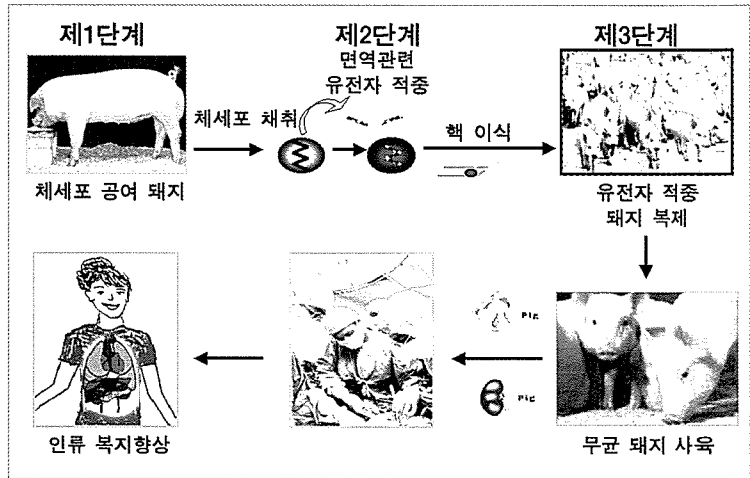 제1단계
제2단계
제3단계
면역관련
유전자 적중
체세포 채취
핵 이식
체세포 공여 돼지
유전자 적중
돼지 복제
PIG
PIG
인류 복지향상
무균 돼지 사육